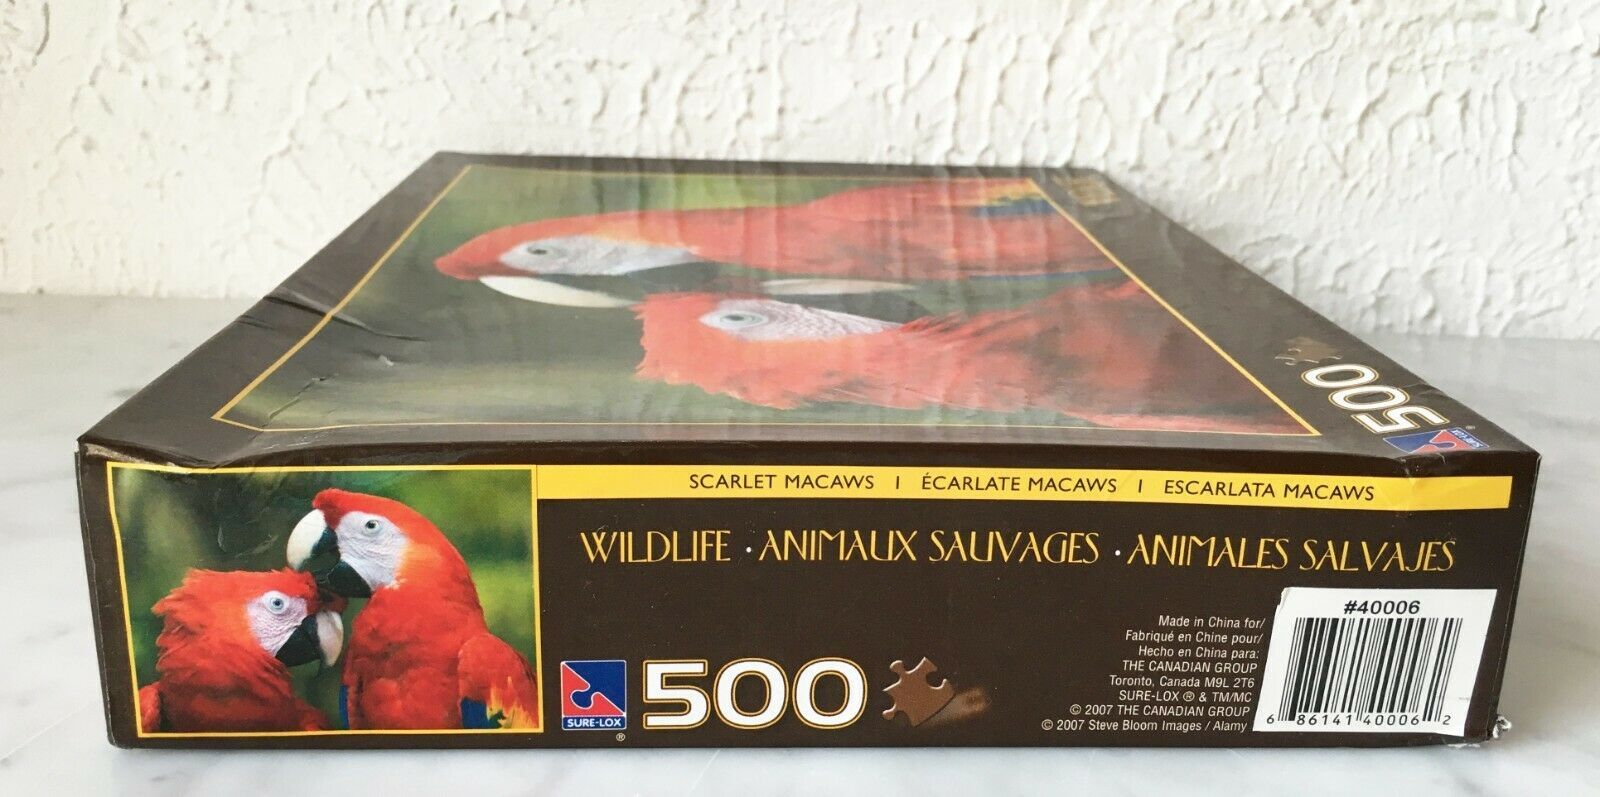 500
SURE-LOX
®
SCARLET MACAWS | ÉCARLATE MACAWS | ESCARLATA MACAWS
WILDLIFE · ANIMAUX SAUVAGES · ANIMALES SALVAJES
SURE-LOX
®
500
Made in China for/
Fabriqué en Chine pour/
Hecho en China para:
THE CANADIAN GROUP
Toronto, Canada M9L 2T6
SURE-LOX ® & TM/MC
© 2007 THE CANADIAN GROUP
© 2007 Steve Bloom Images / Alamy
#40006
6 86141 40006 2